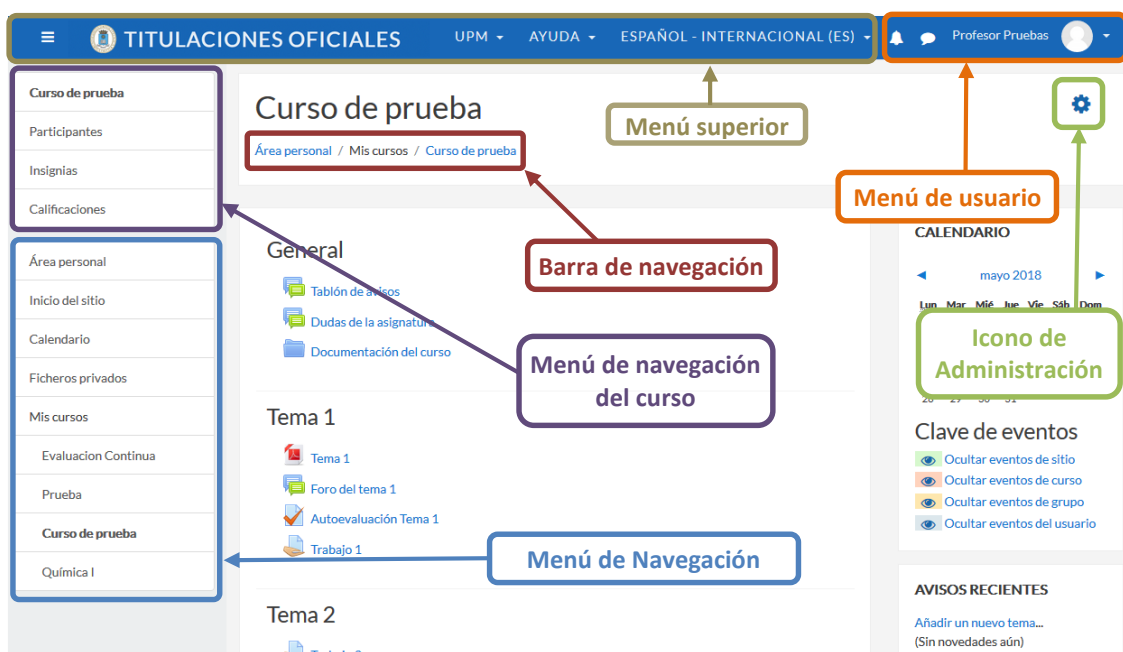 TITULACIONES OFICIALES UPM AYUDA ESPAÑOL - INTERNACIONAL (ES) Profesor Pruebas
Curso de prueba
Participantes
Insignias
Calificaciones
Área personal
Inicio del sitio
Calendario
Ficheros privados
Mis cursos
Evaluacion Continua
Prueba
Curso de prueba
Química I
Curso de prueba
Área personal / Mis cursos / Curso de prueba
Menú superior
Menú de usuario
Barra de navegación
General
Tablón de avisos
Dudas de la asignatura
Documentación del curso
Menú de navegación
del curso
Tema 1
Tema 1
Foro del tema 1
Autoevaluación Tema 1
Trabajo 1
Menú de Navegación
Tema 2
CALENDARIO
mayo 2018
Lun Mar Mié Jue Vie Sáb Dom
Icono de
Administración
28 29 30 31
Clave de eventos
Ocultar eventos de sitio
Ocultar eventos de curso
Ocultar eventos de grupo
Ocultar eventos del usuario
AVISOS RECIENTES
Añadir un nuevo tema...
(Sin novedades aún)